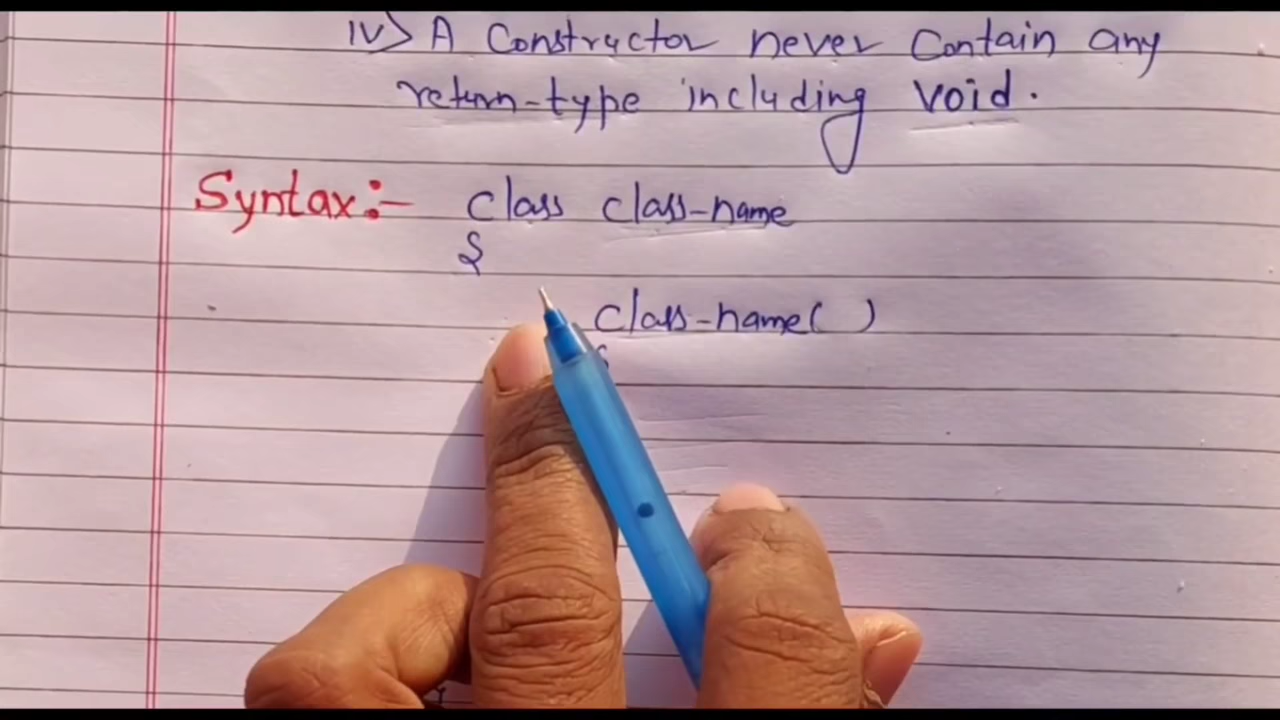 IV> A Constructor never Contain any
return-type including void.
Syntax:- class class-name
{
class-name( )
{